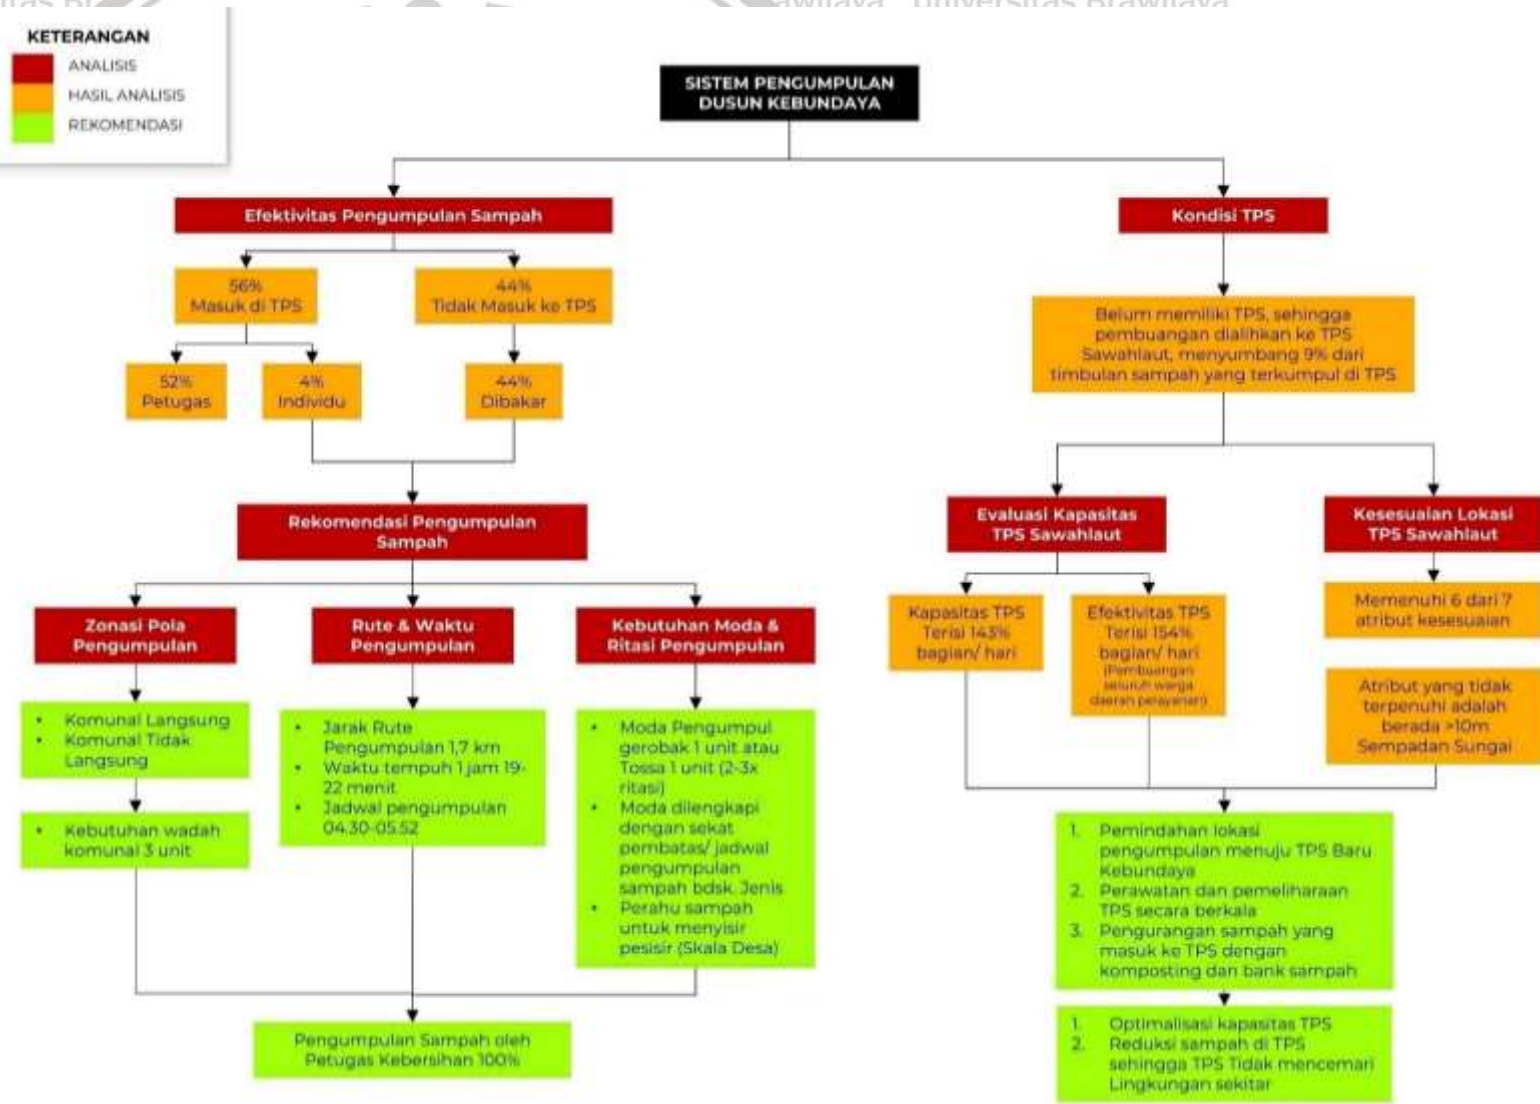 awijaya Universitas Brawijaya
KETERANGAN
ANALISIS
HASIL ANALISIS
REKOMENDASI
SISTEM PENGUMPULAN
DUSUN KEBUNDAYA
Efektivitas Pengumpulan Sampah
56%
Masuk di TPS
44%
Tidak Masuk ke TPS
52%
Petugas
4%
Individu
44%
Dibakar
Rekomendasi Pengumpulan
Sampah
Zonasi Pola
Pengumpulan
• Komunal Langsung
• Komunal Tidak
Langsung
• Kebutuhan wadah
komunal 3 unit
Rute & Waktu
Pengumpulan
• Jarak Rute
Pengumpulan 1,7 km
• Waktu tempuh 1 jam 19-
22 menit
• Jadwal pengumpulan
04.30-05.52
Kebutuhan Moda &
Ritasi Pengumpulan
• Moda Pengumpul
gerobak 1 unit atau
Tossa 1 unit (2-3x
ritasi)
• Moda dilengkapi
dengan sekat
pembatas/ jadwal
pengumpulan
sampah bdsk. Jenis
• Perahu sampah
untuk menyisir
pesisir (Skala Desa)
Pengumpulan Sampah oleh
Petugas Kebersihan 100%
Kondisi TPS
Belum memiliki TPS, sehingga
pembuangan dialihkan ke TPS
Sawahlaut, menyumbang 9% dari
timbulan sampah yang terkumpul di TPS
Evaluasi Kapasitas
TPS Sawahlaut
Kapasitas TPS
Terisi 143%
bagian/ hari
Efektivitas TPS
Terisi 154%
bagian/ hari
(Pembuangan
seluruh warga
daerah pelayanan)
Kesesuaian Lokasi
TPS Sawahlaut
Memenuhi 6 dari 7
atribut kesesuaian
Atribut yang tidak
terpenuhi adalah
berada >10m
Sempadan Sungai
1. Pemindahan lokasi
pengumpulan menuju TPS Baru
Kebundaya
2. Perawatan dan pemeliharaan
TPS secara berkala
3. Pengurangan sampah yang
masuk ke TPS dengan
komposting dan bank sampah
1. Optimalisasi kapasitas TPS
2. Reduksi sampah di TPS
sehingga TPS Tidak mencemari
Lingkungan sekitar